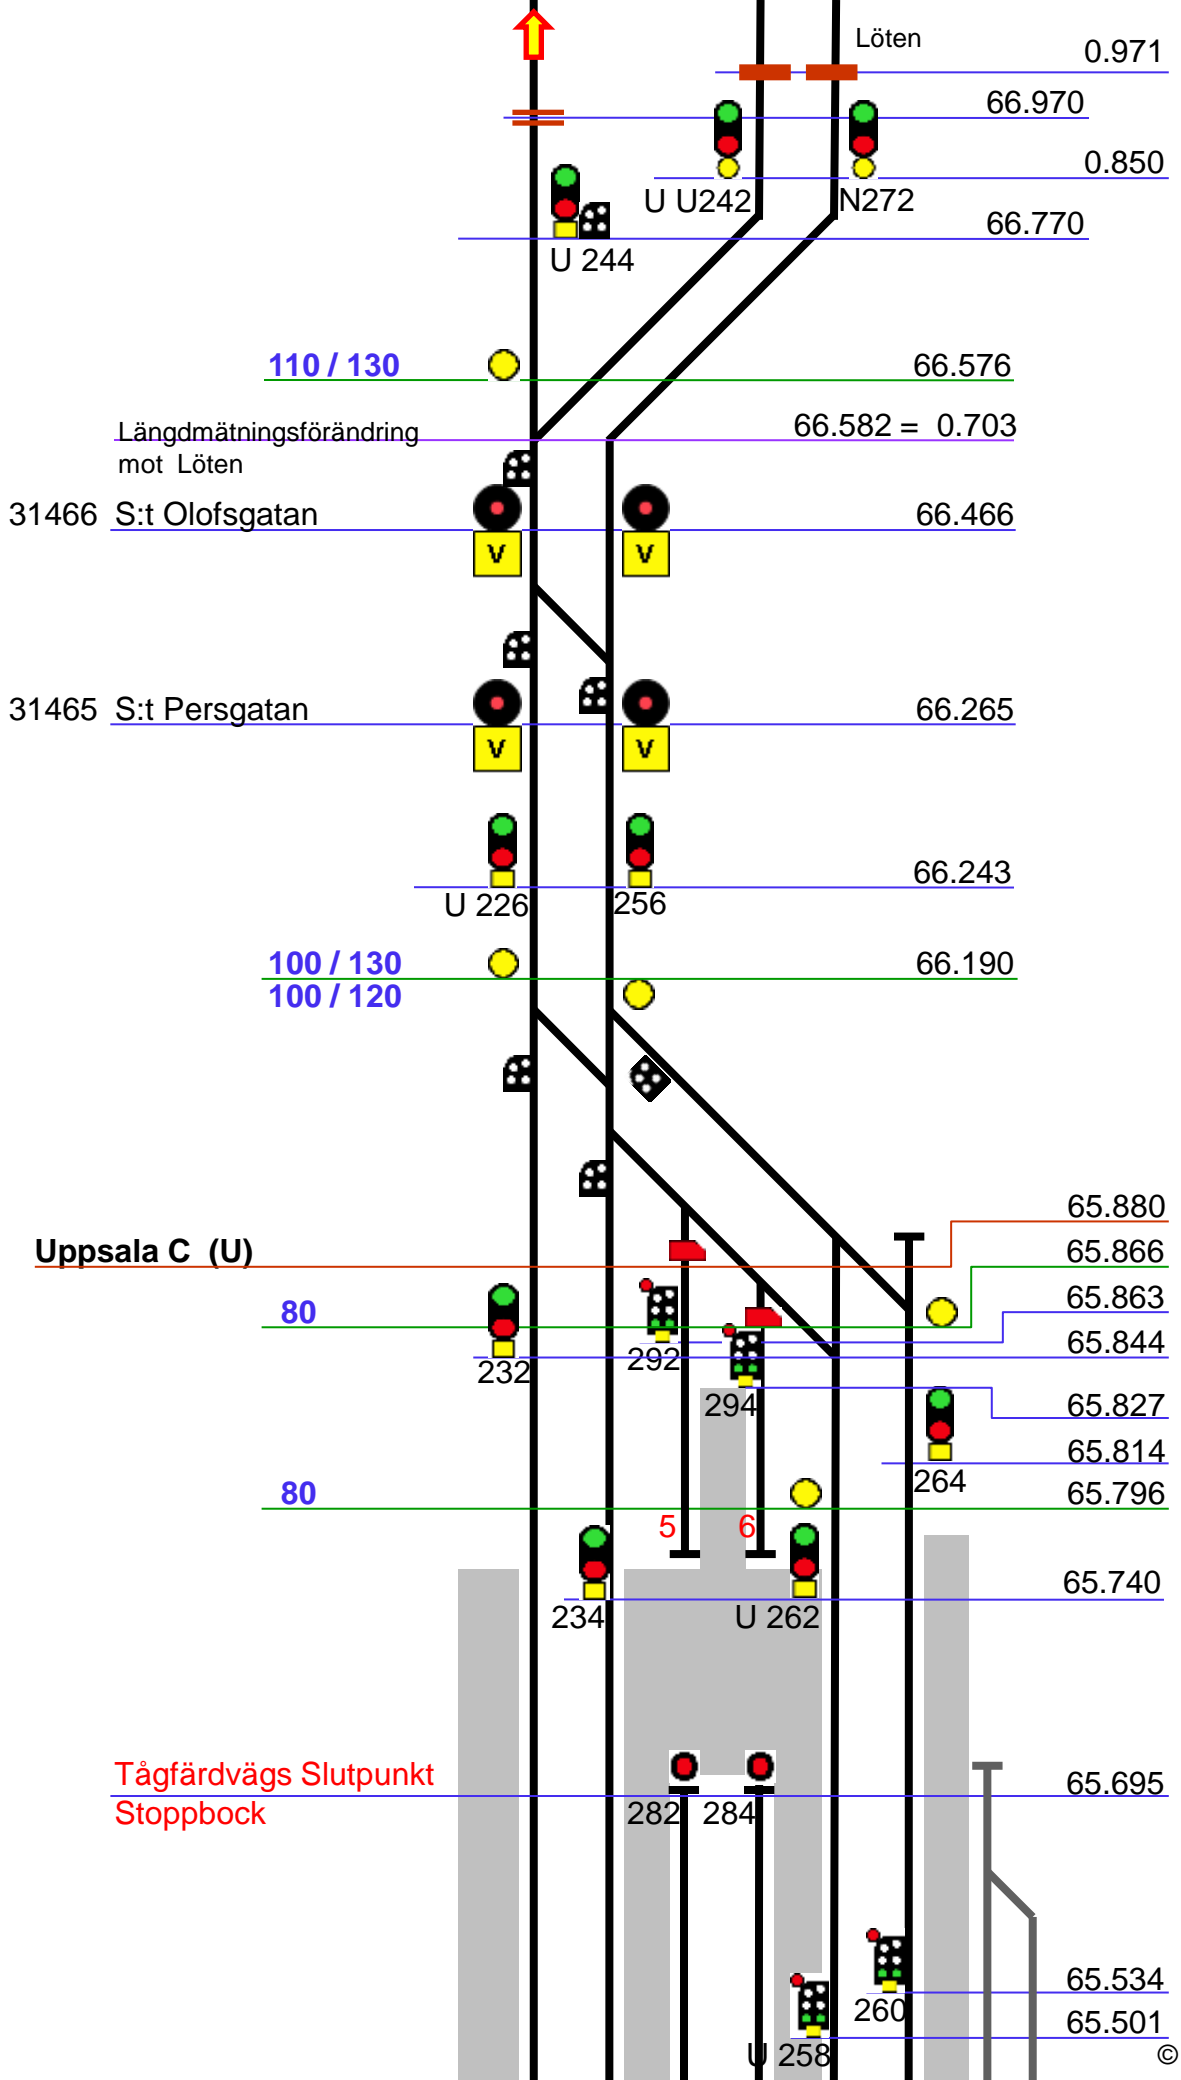 Löten
0.971
66.970
0.850
U U242
N272
66.770
U 244
110 / 130
66.576
Längdmätningsförändring
66.582 = 0.703
mot Löten
31466 S:t Olofsgatan
66.466
V
V
31465 S:t Persgatan
66.265
V
V
66.243
U 226
256
100 / 130
66.190
100 / 120
65.880
Uppsala C (U)
65.866
80
65.863
65.844
292
232
294
65.827
65.814
264
80
65.796
5
6
65.740
234
U 262
Tågfärdvägs Slutpunkt
65.695
Stoppbock
282
284
65.534
260
65.501
U 258
©